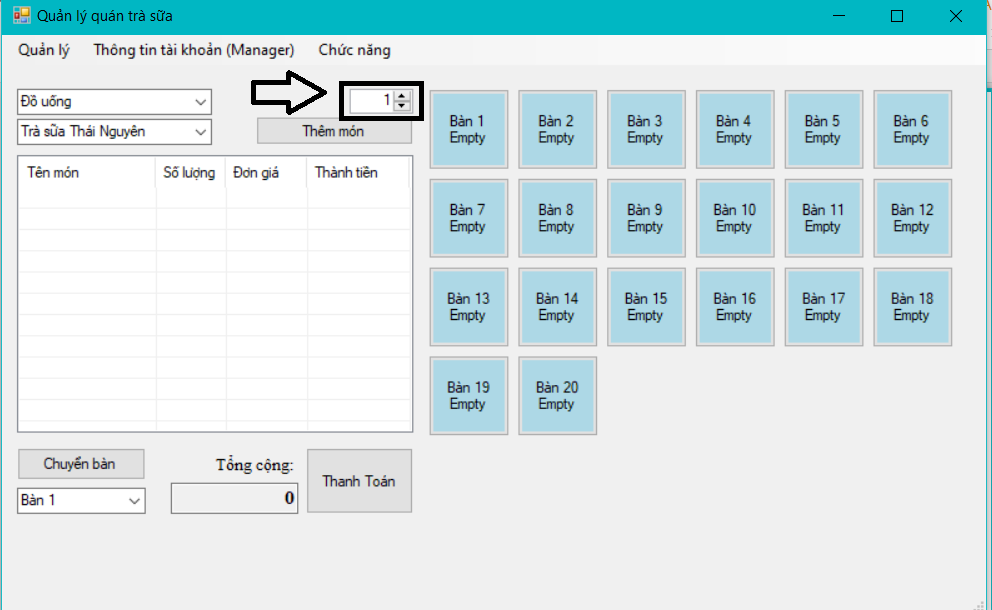 Quản lý quán trà sữa
Quản lý Thông tin tài khoản (Manager) Chức năng
Đồ uống
1
Trà sữa Thái Nguyên
Thêm món
Tên món Số lượng Đơn giá Thành tiền
Bàn 1
Empty
Bàn 2
Empty
Bàn 3
Empty
Bàn 4
Empty
Bàn 5
Empty
Bàn 6
Empty
Bàn 7
Empty
Bàn 8
Empty
Bàn 9
Empty
Bàn 10
Empty
Bàn 11
Empty
Bàn 12
Empty
Bàn 13
Empty
Bàn 14
Empty
Bàn 15
Empty
Bàn 16
Empty
Bàn 17
Empty
Bàn 18
Empty
Bàn 19
Empty
Bàn 20
Empty
Chuyển bàn
Tổng cộng:
Thanh Toán
Bàn 1
0